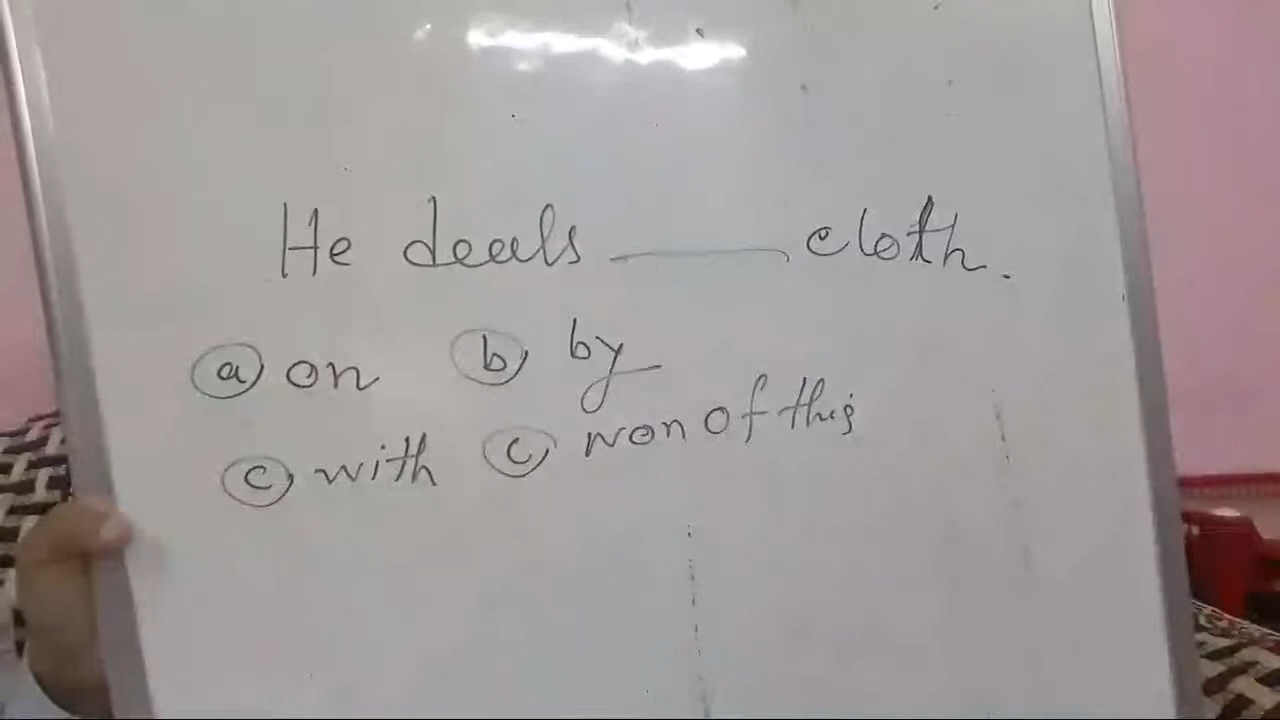 He deals ____ cloth.
(a) on (b) by
(c) with (c) non of this